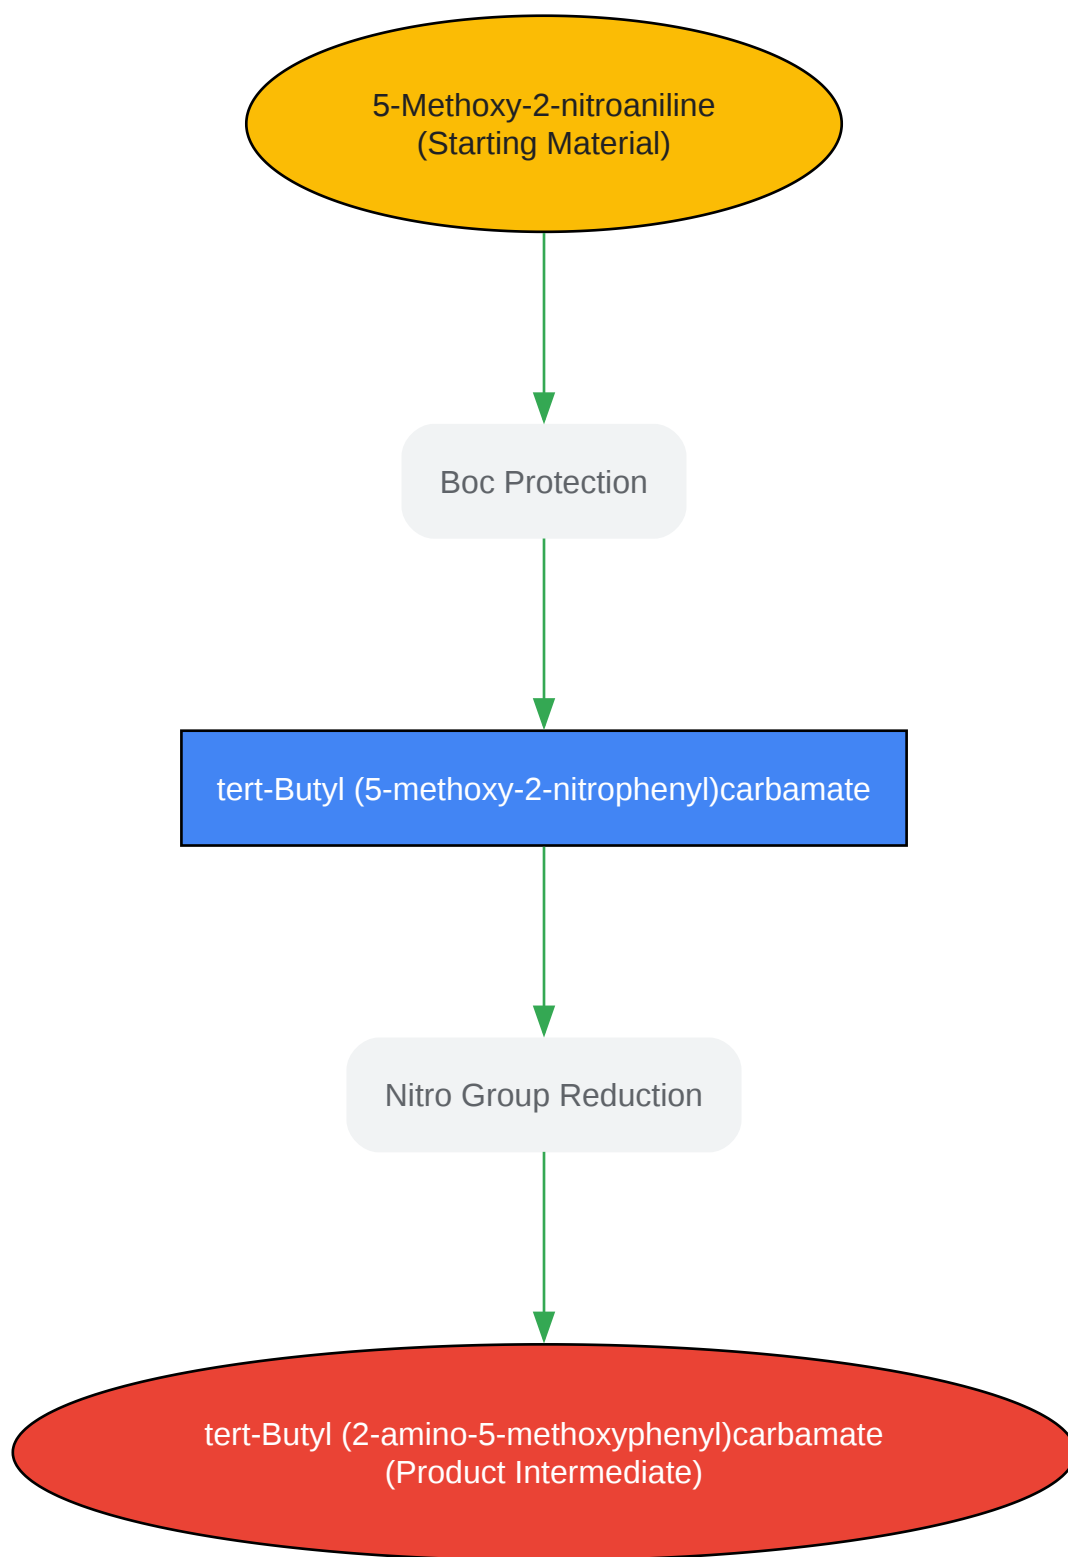 5-Methoxy-2-nitroaniline
(Starting Material)
Boc Protection
tert-Butyl (5-methoxy-2-nitrophenyl)carbamate
Nitro Group Reduction
tert-Butyl (2-amino-5-methoxyphenyl)carbamate
(Product Intermediate)